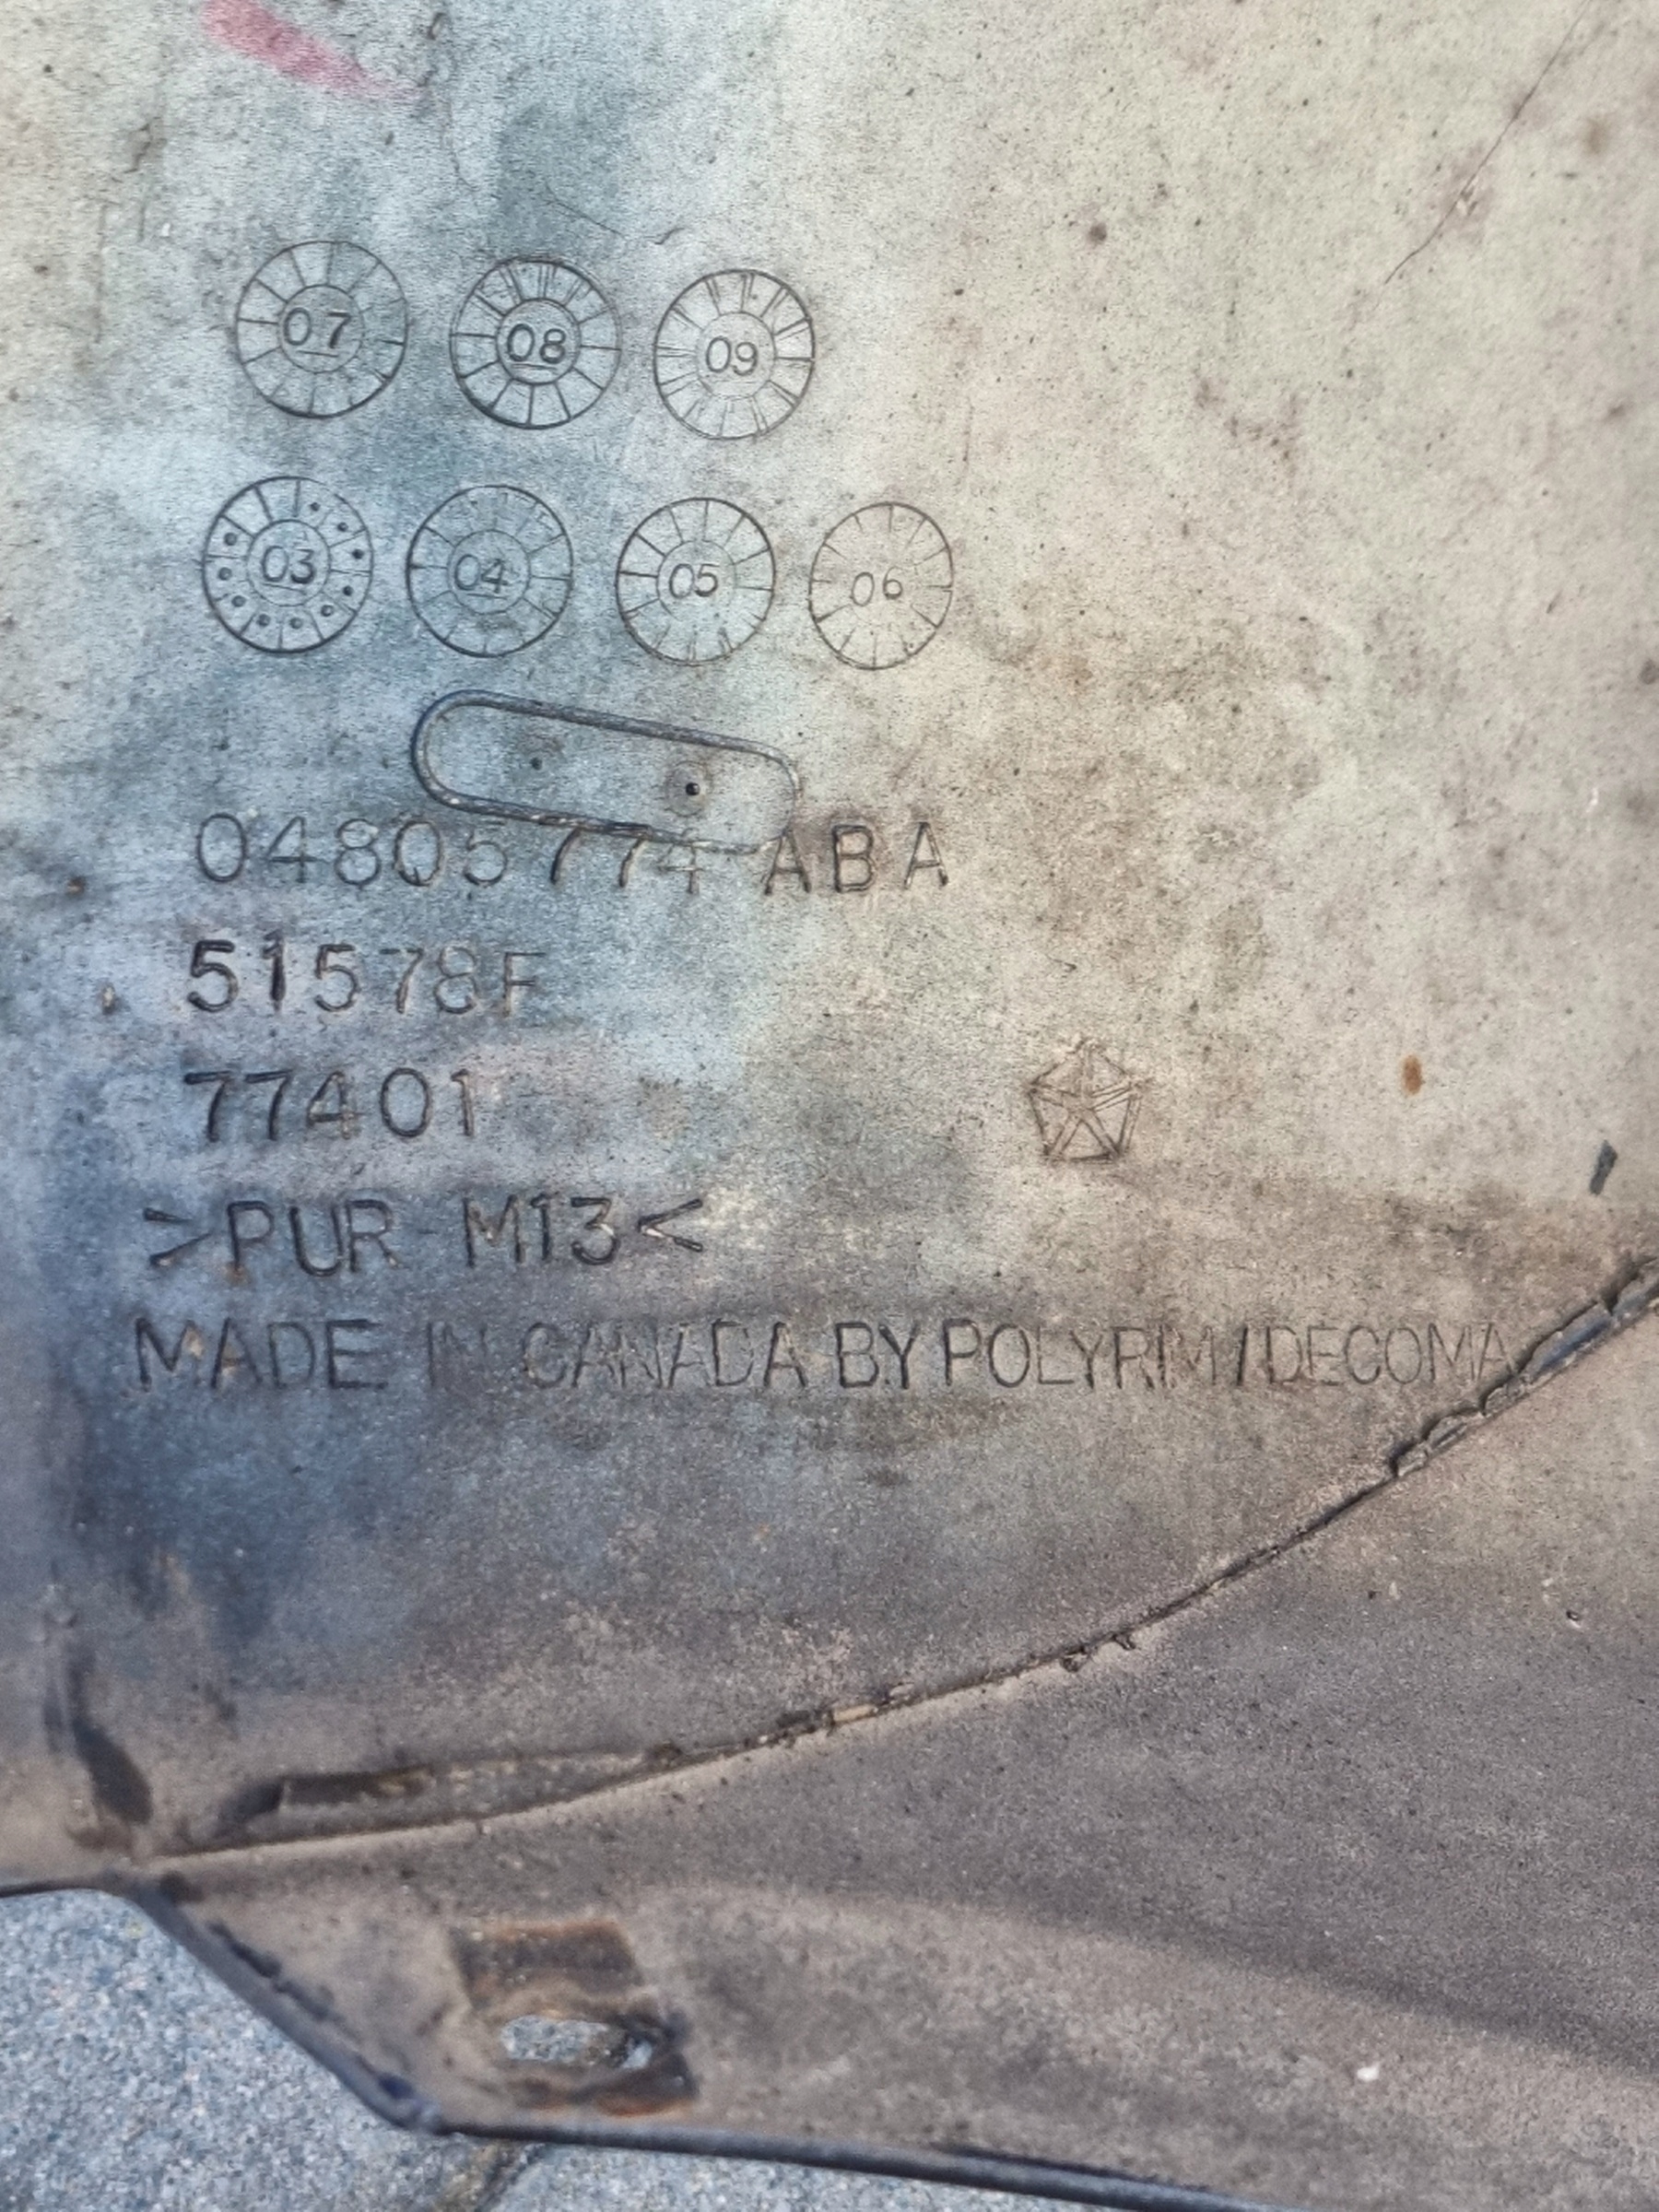 07 08 09
03 04 05 06
04805774 ABA
51578F
77401
>PUR M13<
MADE IN CANADA BY POLYRIM/DECOMA